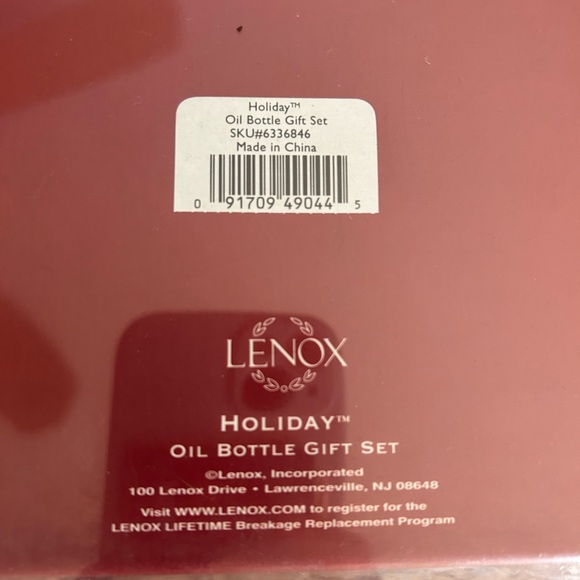 Holiday™
Oil Bottle Gift Set
SKU#6336846
Made in China
0 91709 49044 5
LENOX
HOLIDAY™
OIL BOTTLE GIFT SET
©Lenox, Incorporated
100 Lenox Drive • Lawrenceville, NJ 08648
Visit WWW.LENOX.COM to register for the
LENOX LIFETIME Breakage Replacement Program